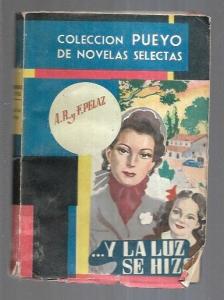 COLECCION PUEYO
DE NOVELAS SELECTAS
A.R. y F. PELAZ
...Y LA LUZ
SE HIZO